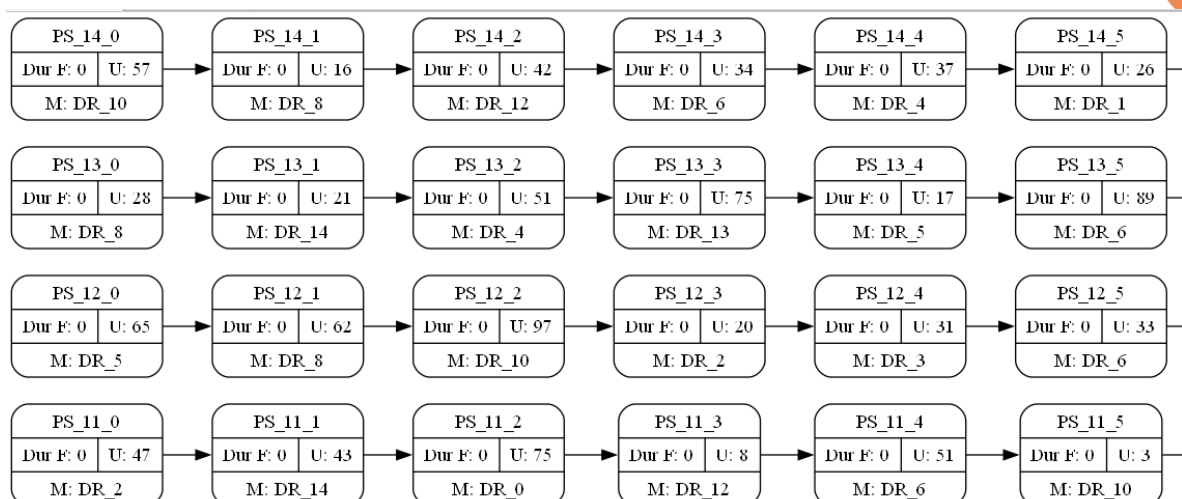 PS_14_0 PS_14_1 PS_14_2 PS_14_3 PS_14_4 PS_14_5
Dur F: 0 U: 57 Dur F: 0 U: 16 Dur F: 0 U: 42 Dur F: 0 U: 34 Dur F: 0 U: 37 Dur F: 0 U: 26
M: DR_10 M: DR_8 M: DR_12 M: DR_6 M: DR_4 M: DR_1
PS_13_0 PS_13_1 PS_13_2 PS_13_3 PS_13_4 PS_13_5
Dur F: 0 U: 28 Dur F: 0 U: 21 Dur F: 0 U: 51 Dur F: 0 U: 75 Dur F: 0 U: 17 Dur F: 0 U: 89
M: DR_8 M: DR_14 M: DR_4 M: DR_13 M: DR_5 M: DR_6
PS_12_0 PS_12_1 PS_12_2 PS_12_3 PS_12_4 PS_12_5
Dur F: 0 U: 65 Dur F: 0 U: 62 Dur F: 0 U: 97 Dur F: 0 U: 20 Dur F: 0 U: 31 Dur F: 0 U: 33
M: DR_5 M: DR_8 M: DR_10 M: DR_2 M: DR_3 M: DR_6
PS_11_0 PS_11_1 PS_11_2 PS_11_3 PS_11_4 PS_11_5
Dur F: 0 U: 47 Dur F: 0 U: 43 Dur F: 0 U: 75 Dur F: 0 U: 8 Dur F: 0 U: 51 Dur F: 0 U: 3
M: DR_2 M: DR_14 M: DR_0 M: DR_12 M: DR_6 M: DR_10